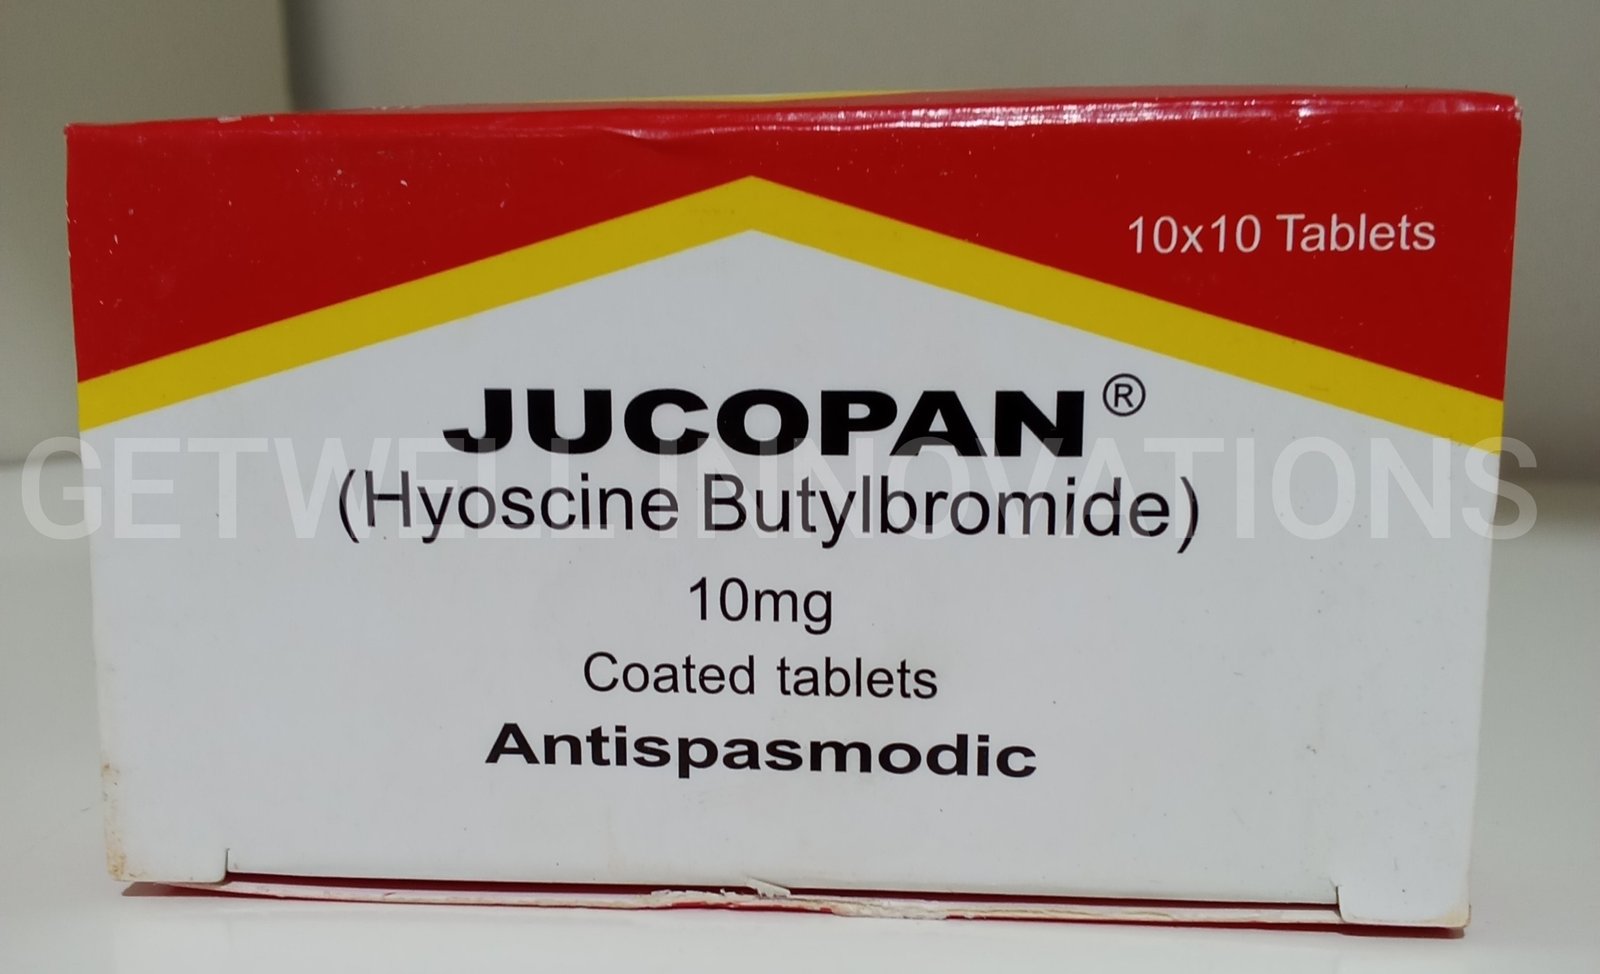 10x10 Tablets
JUCOPAN®
GETWELL INNOVATIONS
(Hyoscine Butylbromide)
10mg
Coated tablets
Antispasmodic